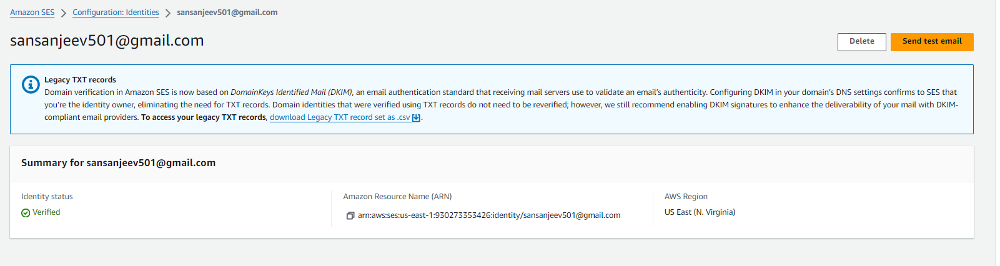 Amazon SES > Configuration: Identities > sansanjeev501@gmail.com
sansanjeev501@gmail.com
Delete
Send test email
Legacy TXT records
Domain verification in Amazon SES is now based on DomainKeys Identified Mail (DKIM), an email authentication standard that receiving mail servers use to validate an email's authenticity. Configuring DKIM in your domain's DNS settings confirms to SES that
you're the identity owner, eliminating the need for TXT records. Domain identities that were verified using TXT records do not need to be reverified; however, we still recommend enabling DKIM signatures to enhance the deliverability of your mail with DKIM-
compliant email providers. To access your legacy TXT records, download Legacy TXT record set as .csv.
Summary for sansanjeev501@gmail.com
Identity status
Verified
Amazon Resource Name (ARN)
arn:aws:ses:us-east-1:930273353426:identity/sansanjeev501@gmail.com
AWS Region
US East (N. Virginia)